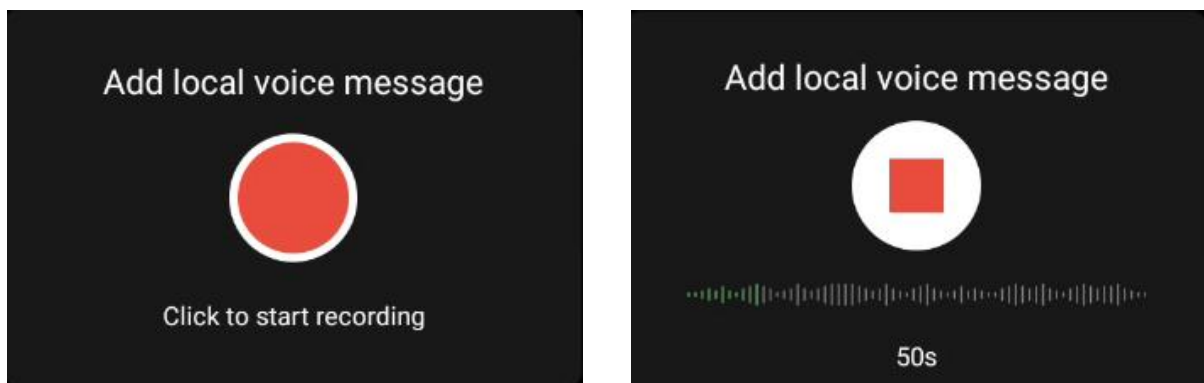 Add local voice message
Click to start recording
Add local voice message
50s